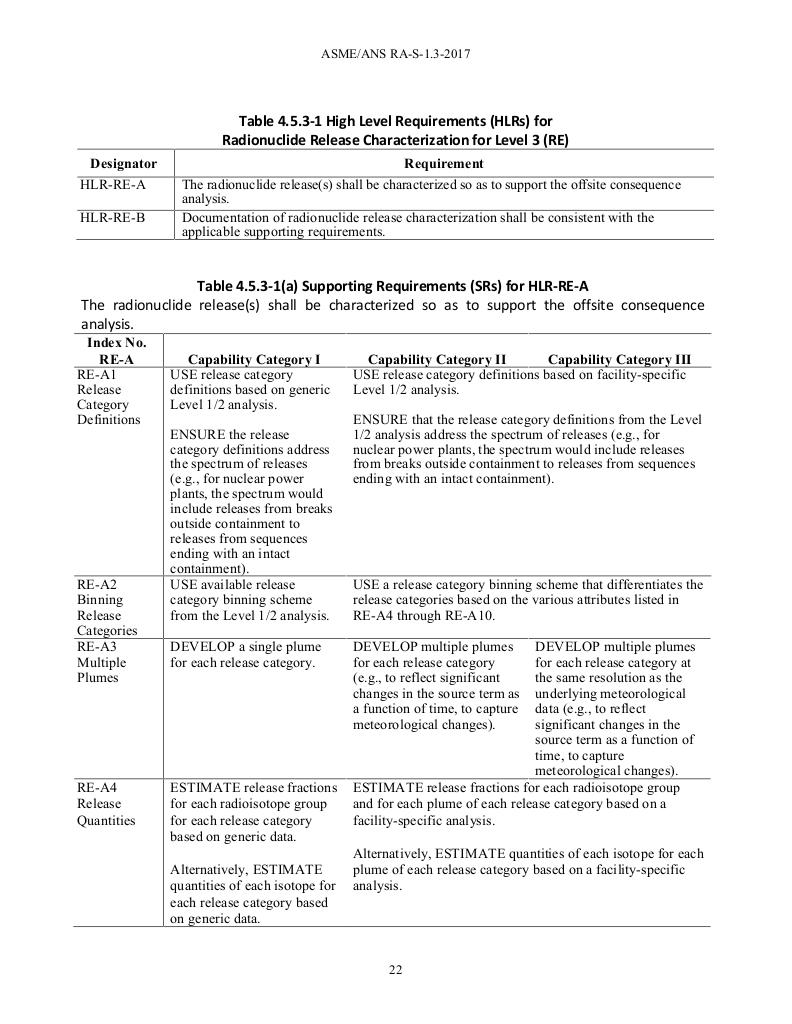 ASME/ANS RA-S-1.3-2017
Table 4.5.3-1 High Level Requirements (HLRs) for
Radionuclide Release Characterization for Level 3 (RE)
Designator Requirement
HLR-RE-A The radionuclide release(s) shall be characterized so as to support the offsite consequence
analysis.
HLR-RE-B Documentation of radionuclide release characterization shall be consistent with the
applicable supporting requirements.
Table 4.5.3-1(a) Supporting Requirements (SRs) for HLR-RE-A
The radionuclide release(s) shall be characterized so as to support the offsite consequence
analysis.
Index No.
RE-A Capability Category I Capability Category II Capability Category III
RE-A1
Release
Category
Definitions
USE release category
definitions based on generic
Level 1/2 analysis.
ENSURE the release
category definitions address
the spectrum of releases
(e.g., for nuclear power
plants, the spectrum would
include releases from breaks
outside containment to
releases from sequences
ending with an intact
containment).
USE release category definitions based on facility-specific
Level 1/2 analysis.
ENSURE that the release category definitions from the Level
1/2 analysis address the spectrum of releases (e.g., for
nuclear power plants, the spectrum would include releases
from breaks outside containment to releases from sequences
ending with an intact containment).
RE-A2
Binning
Release
Categories
USE available release
category binning scheme
from the Level 1/2 analysis.
USE a release category binning scheme that differentiates the
release categories based on the various attributes listed in
RE-A4 through RE-A10.
RE-A3
Multiple
Plumes
DEVELOP a single plume
for each release category.
DEVELOP multiple plumes
for each release category
(e.g., to reflect significant
changes in the source term as
a function of time, to capture
meteorological changes).
DEVELOP multiple plumes
for each release category at
the same resolution as the
underlying meteorological
data (e.g., to reflect
significant changes in the
source term as a function of
time, to capture
meteorological changes).
RE-A4
Release
Quantities
ESTIMATE release fractions
for each radioisotope group
for each release category
based on generic data.
Alternatively, ESTIMATE
quantities of each isotope for
each release category based
on generic data.
ESTIMATE release fractions for each radioisotope group
and for each plume of each release category based on a
facility-specific analysis.
Alternatively, ESTIMATE quantities of each isotope for each
plume of each release category based on a facility-specific
analysis.
22